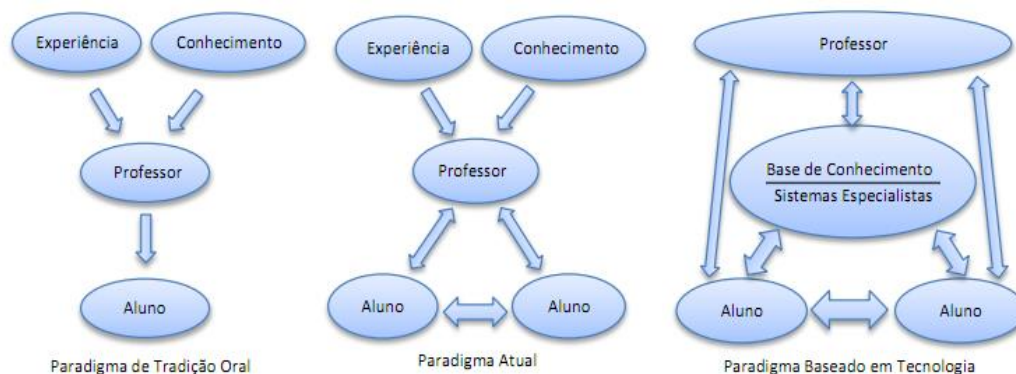 Experiência
Conhecimento
Professor
Aluno
Paradigma de Tradição Oral
Experiência
Conhecimento
Professor
Aluno
Aluno
Paradigma Atual
Professor
Base de Conhecimento
Sistemas Especialistas
Aluno
Aluno
Paradigma Baseado em Tecnologia